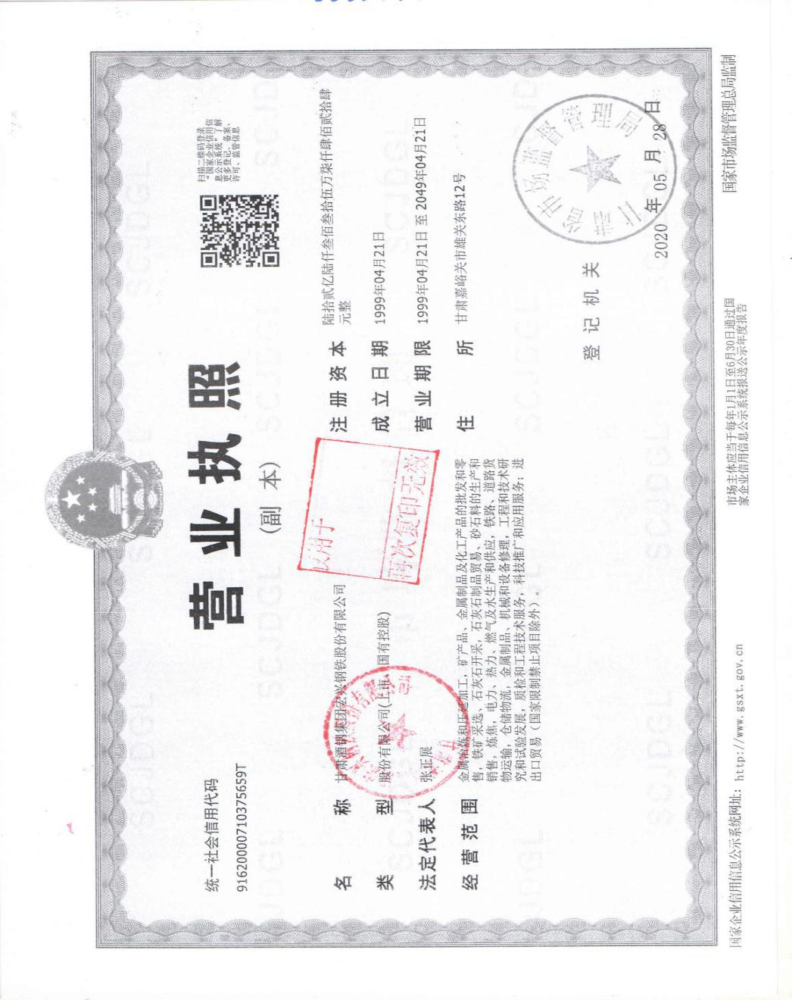 扫描二维码登录
“国家企业信用信
息公示系统”了解
更多登记、备案、
许可、监管信息
统一社会信用代码
91620000710375659T
营业执照
(副 本)
名 称 甘肃酒钢集团宏兴钢铁股份有限公司
类 型 股份有限公司(上市、国有控股)
法定代表人 张正展
经营范围 金属冶炼和压延加工，矿产品、金属制品及化工产品的批发和零
售，铁矿采选、石灰石开采，石灰石制品贸易、砂石料的生产和
销售，炼焦，电力、热力、燃气及水生产和供应，铁路、道路货
物运输，仓储物流，金属制品、机械和设备修理，工程和技术研
究和试验发展，质检和工程技术服务，科技推广和应用服务；进
出口贸易（国家限制禁止项目除外）。
注册资本 陆拾贰亿陆仟叁佰叁拾伍万柒仟肆佰贰拾肆
元整
成立日期 1999年04月21日
营业期限 1999年04月21日 至 2049年04月21日
住 所 甘肃嘉峪关市雄关东路12号
仅用于
再次复印无效
登记机关
甘肃省市场监督管理局
2020 年 05 月 28 日
国家企业信用信息公示系统网址：http://www.gsxt.gov.cn
市场主体应当于每年1月1日至6月30日通过国
家企业信用信息公示系统报送公示年度报告
国家市场监督管理总局监制